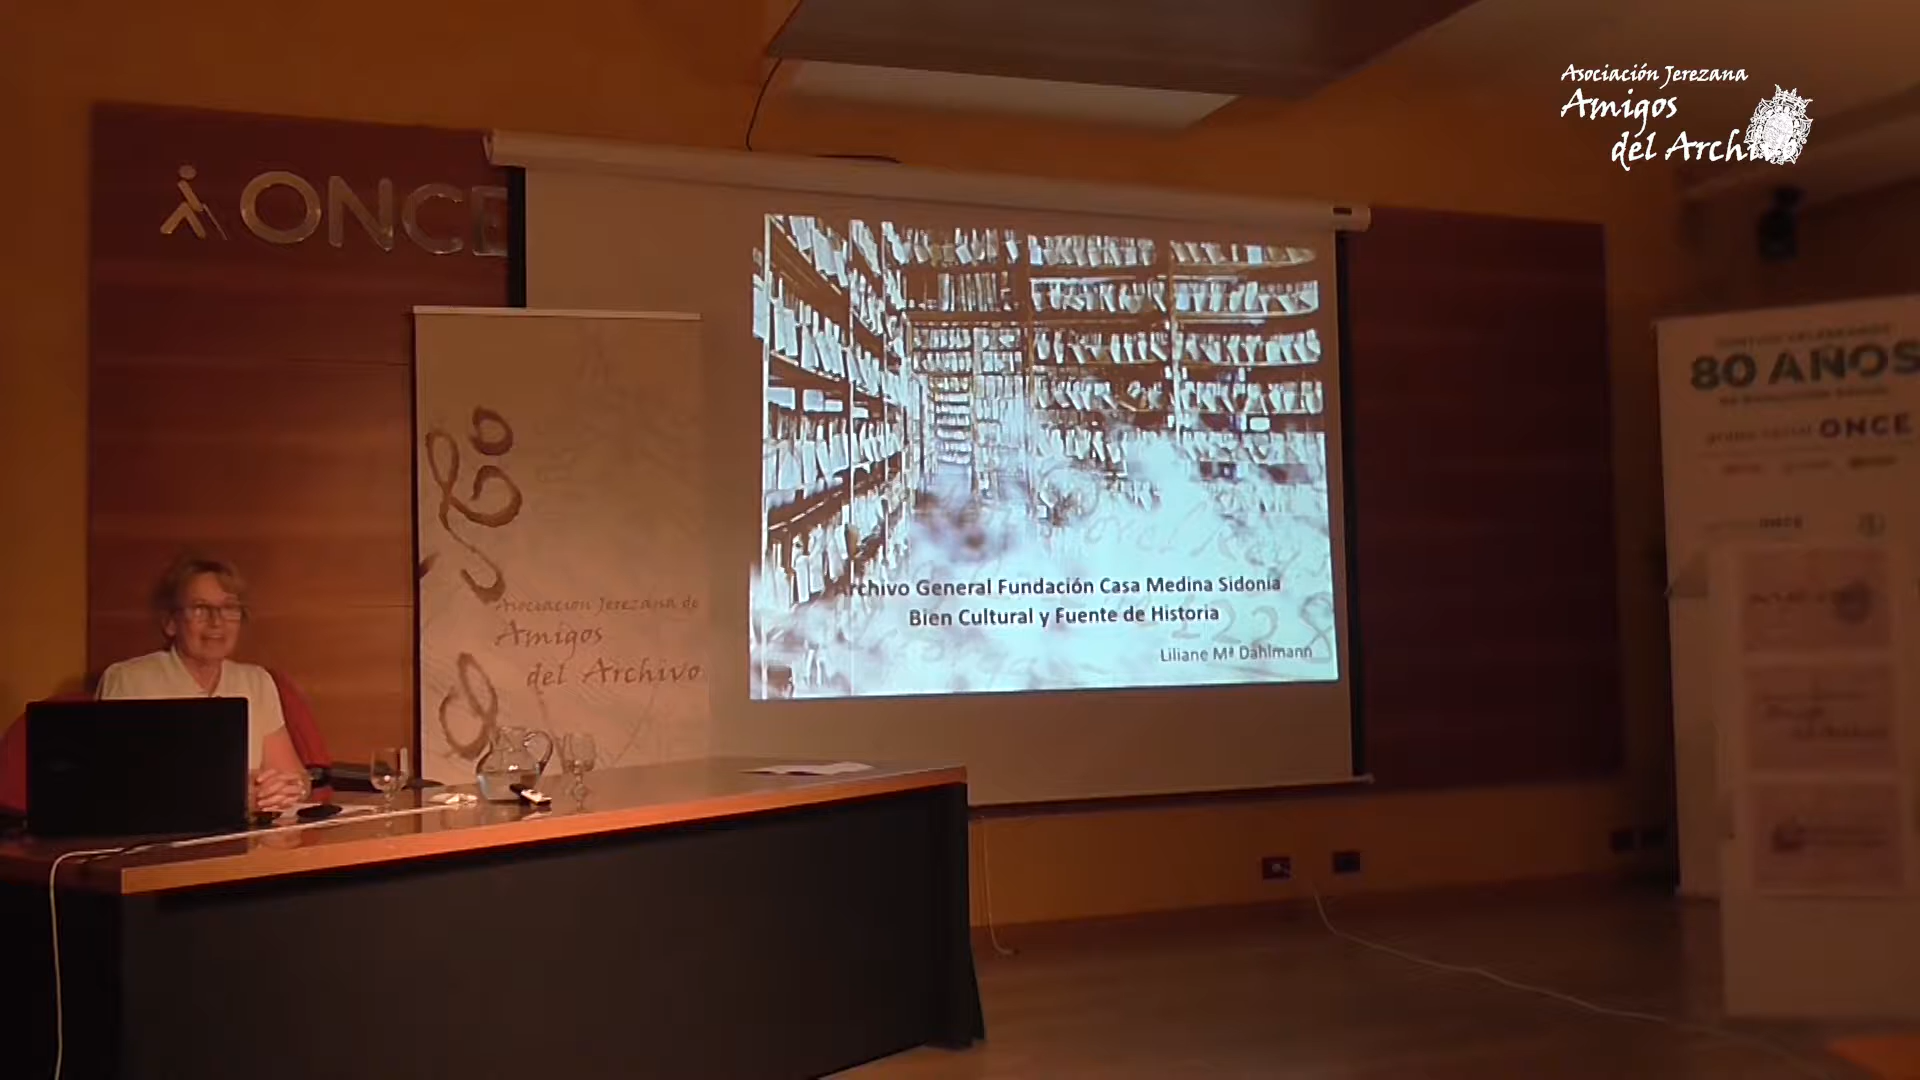 Asociación Jerezana
Amigos
del Archivo
ONCE
Asociación Jerezana de
Amigos
del Archivo
Archivo General Fundación Casa Medina Sidonia
Bien Cultural y Fuente de Historia
Liliane Mª Dahlmann
80 AÑOS
ONCE
ONCE